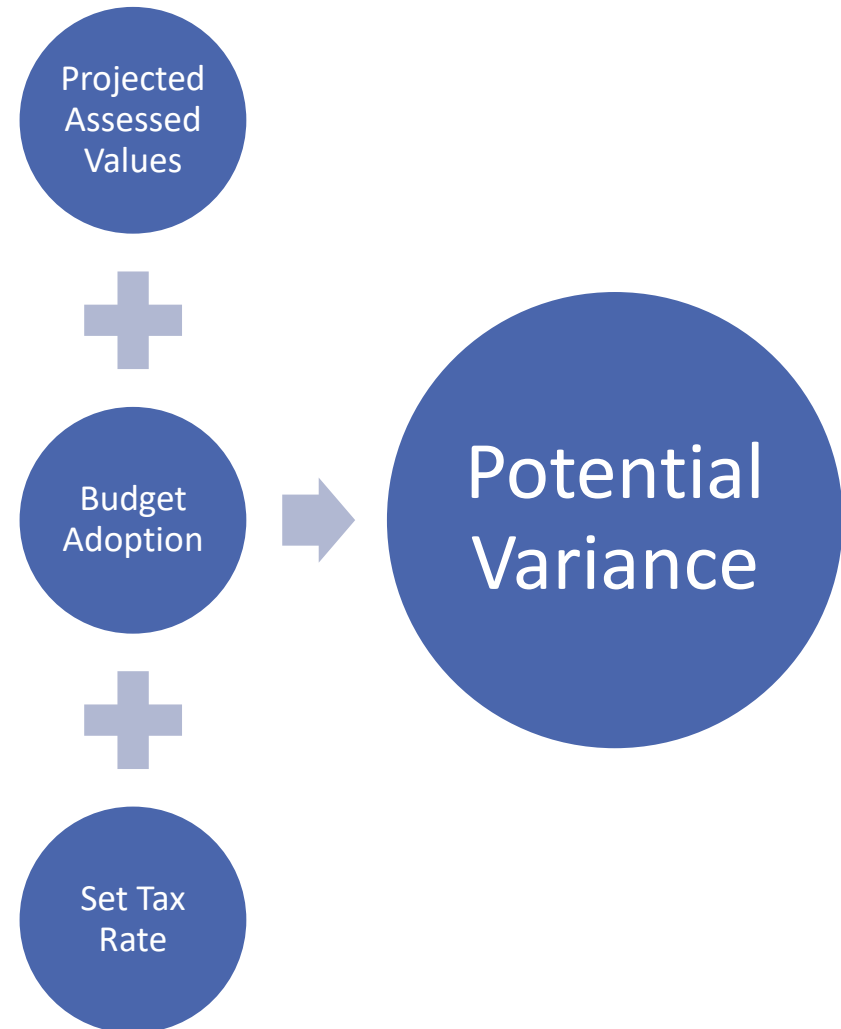 Projected
Assessed
Values
Budget
Adoption
Set Tax
Rate
Potential
Variance